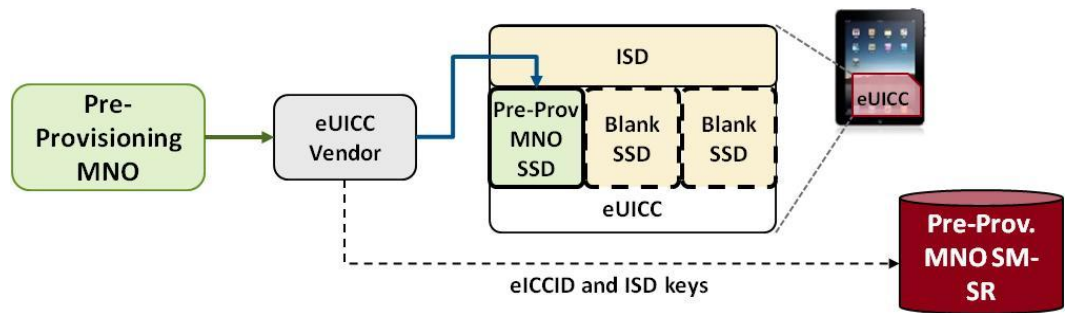 Pre-
Provisioning
MNO
eUICC
Vendor
ISD
Pre-Prov
MNO
SSD
Blank
SSD
Blank
SSD
eUICC
eUICC
eICCID and ISD keys
Pre-Prov.
MNO SM-
SR